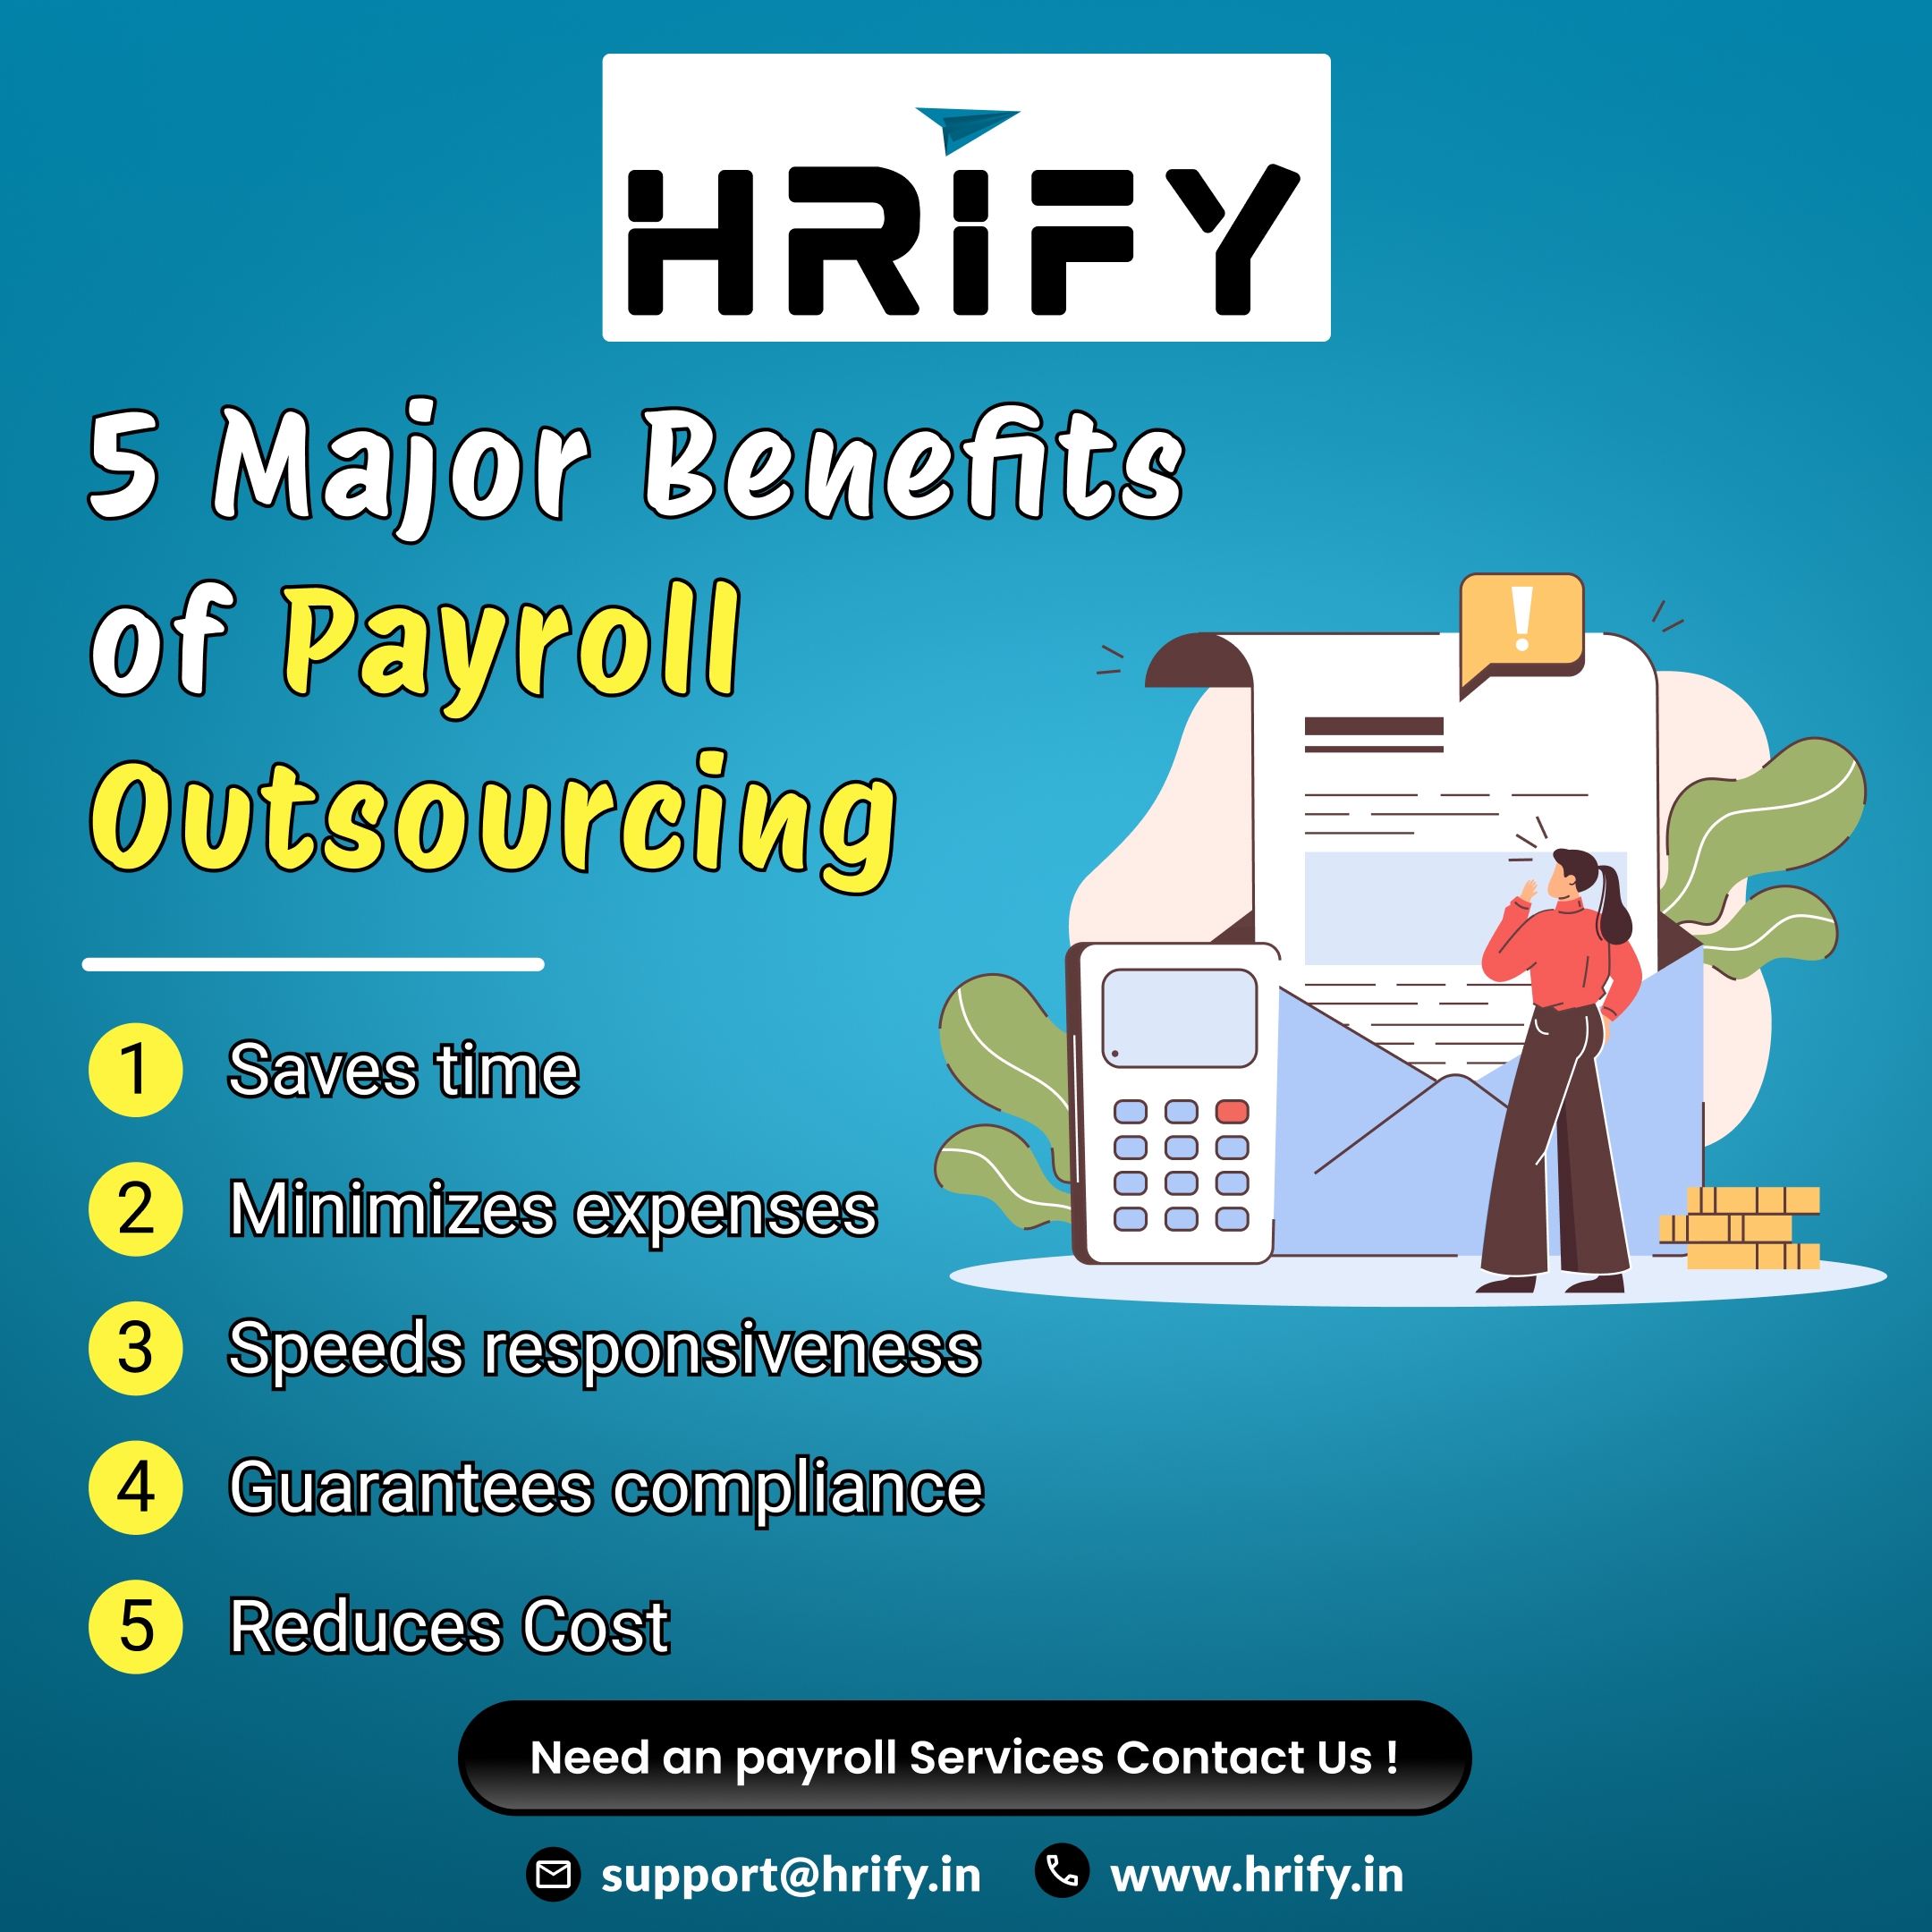 HRiFY
5 Major Benefits
of Payroll
Outsourcing
1 Saves time
2 Minimizes expenses
3 Speeds responsiveness
4 Guarantees compliance
5 Reduces Cost
Need an payroll Services Contact Us !
support@hrify.in www.hrify.in